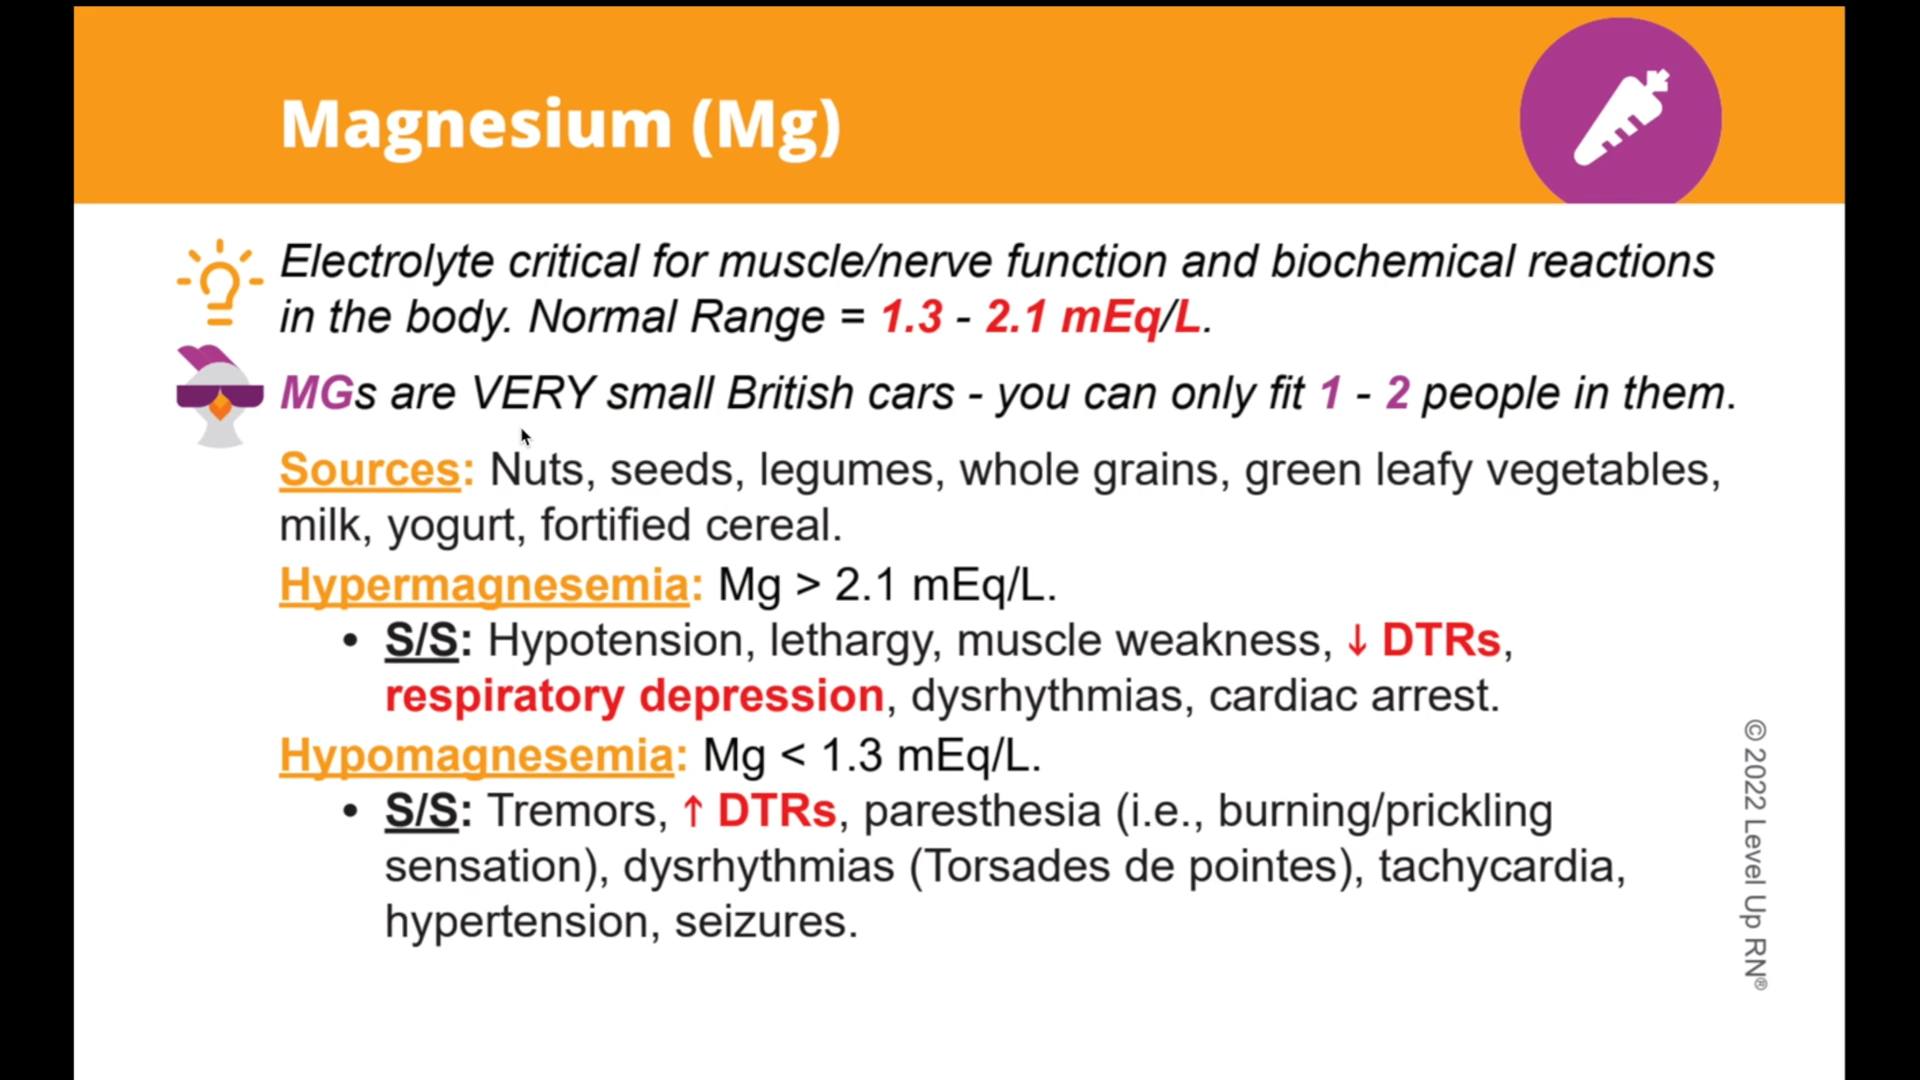 Magnesium (Mg)
Electrolyte critical for muscle/nerve function and biochemical reactions
in the body. Normal Range = 1.3 - 2.1 mEq/L.
MGs are VERY small British cars - you can only fit 1 - 2 people in them.
Sources: Nuts, seeds, legumes, whole grains, green leafy vegetables,
milk, yogurt, fortified cereal.
Hypermagnesemia: Mg > 2.1 mEq/L.
• S/S: Hypotension, lethargy, muscle weakness, ↓ DTRs,
respiratory depression, dysrhythmias, cardiac arrest.
Hypomagnesemia: Mg < 1.3 mEq/L.
• S/S: Tremors, ↑ DTRs, paresthesia (i.e., burning/prickling
sensation), dysrhythmias (Torsades de pointes), tachycardia,
hypertension, seizures.
© 2022 Level Up RN®